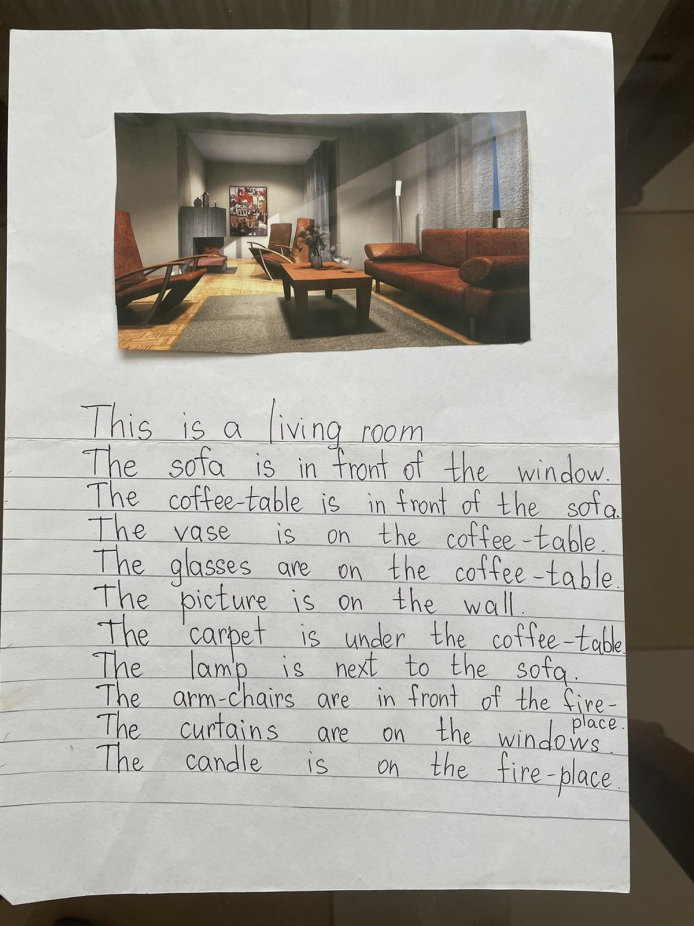 This is a living room
The sofa is in front of the window.
The coffee-table is in front of the sofa.
The vase is on the coffee-table.
The glasses are on the coffee-table.
The picture is on the wall.
The carpet is under the coffee-table.
The lamp is next to the sofa.
The arm-chairs are in front of the fire-
place.
The curtains are on the windows.
The candle is on the fire-place.